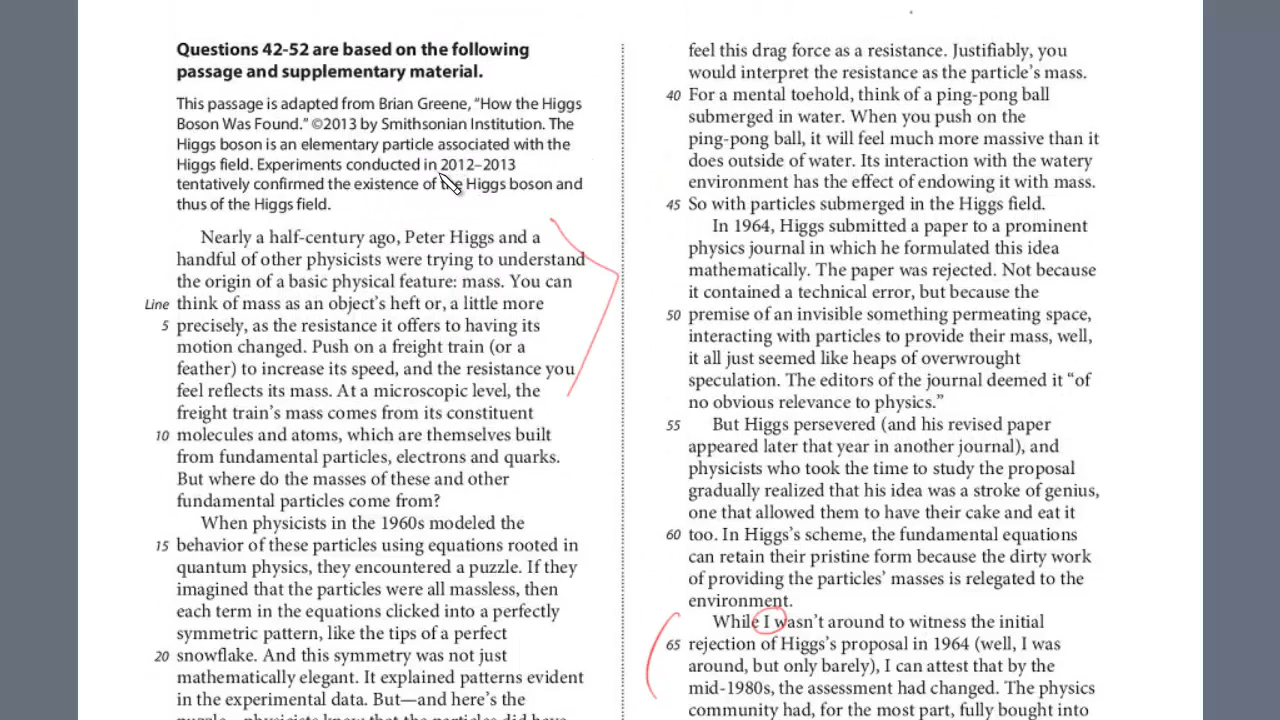 Questions 42-52 are based on the following
passage and supplementary material.
This passage is adapted from Brian Greene, "How the Higgs
Boson Was Found." ©2013 by Smithsonian Institution. The
Higgs boson is an elementary particle associated with the
Higgs field. Experiments conducted in 2012–2013
tentatively confirmed the existence of the Higgs boson and
thus of the Higgs field.
Nearly a half-century ago, Peter Higgs and a
handful of other physicists were trying to understand
the origin of a basic physical feature: mass. You can
Line think of mass as an object's heft or, a little more
5 precisely, as the resistance it offers to having its
motion changed. Push on a freight train (or a
feather) to increase its speed, and the resistance you
feel reflects its mass. At a microscopic level, the
freight train's mass comes from its constituent
10 molecules and atoms, which are themselves built
from fundamental particles, electrons and quarks.
But where do the masses of these and other
fundamental particles come from?
When physicists in the 1960s modeled the
15 behavior of these particles using equations rooted in
quantum physics, they encountered a puzzle. If they
imagined that the particles were all massless, then
each term in the equations clicked into a perfectly
symmetric pattern, like the tips of a perfect
20 snowflake. And this symmetry was not just
mathematically elegant. It explained patterns evident
in the experimental data. But—and here's the
puzzle—physicists knew that the particles did have
feel this drag force as a resistance. Justifiably, you
would interpret the resistance as the particle's mass.
40 For a mental toehold, think of a ping-pong ball
submerged in water. When you push on the
ping-pong ball, it will feel much more massive than it
does outside of water. Its interaction with the watery
environment has the effect of endowing it with mass.
45 So with particles submerged in the Higgs field.
In 1964, Higgs submitted a paper to a prominent
physics journal in which he formulated this idea
mathematically. The paper was rejected. Not because
it contained a technical error, but because the
50 premise of an invisible something permeating space,
interacting with particles to provide their mass, well,
it all just seemed like heaps of overwrought
speculation. The editors of the journal deemed it "of
no obvious relevance to physics."
55 But Higgs persevered (and his revised paper
appeared later that year in another journal), and
physicists who took the time to study the proposal
gradually realized that his idea was a stroke of genius,
one that allowed them to have their cake and eat it
60 too. In Higgs's scheme, the fundamental equations
can retain their pristine form because the dirty work
of providing the particles' masses is relegated to the
environment.
While I wasn't around to witness the initial
65 rejection of Higgs's proposal in 1964 (well, I was
around, but only barely), I can attest that by the
mid-1980s, the assessment had changed. The physics
community had, for the most part, fully bought into